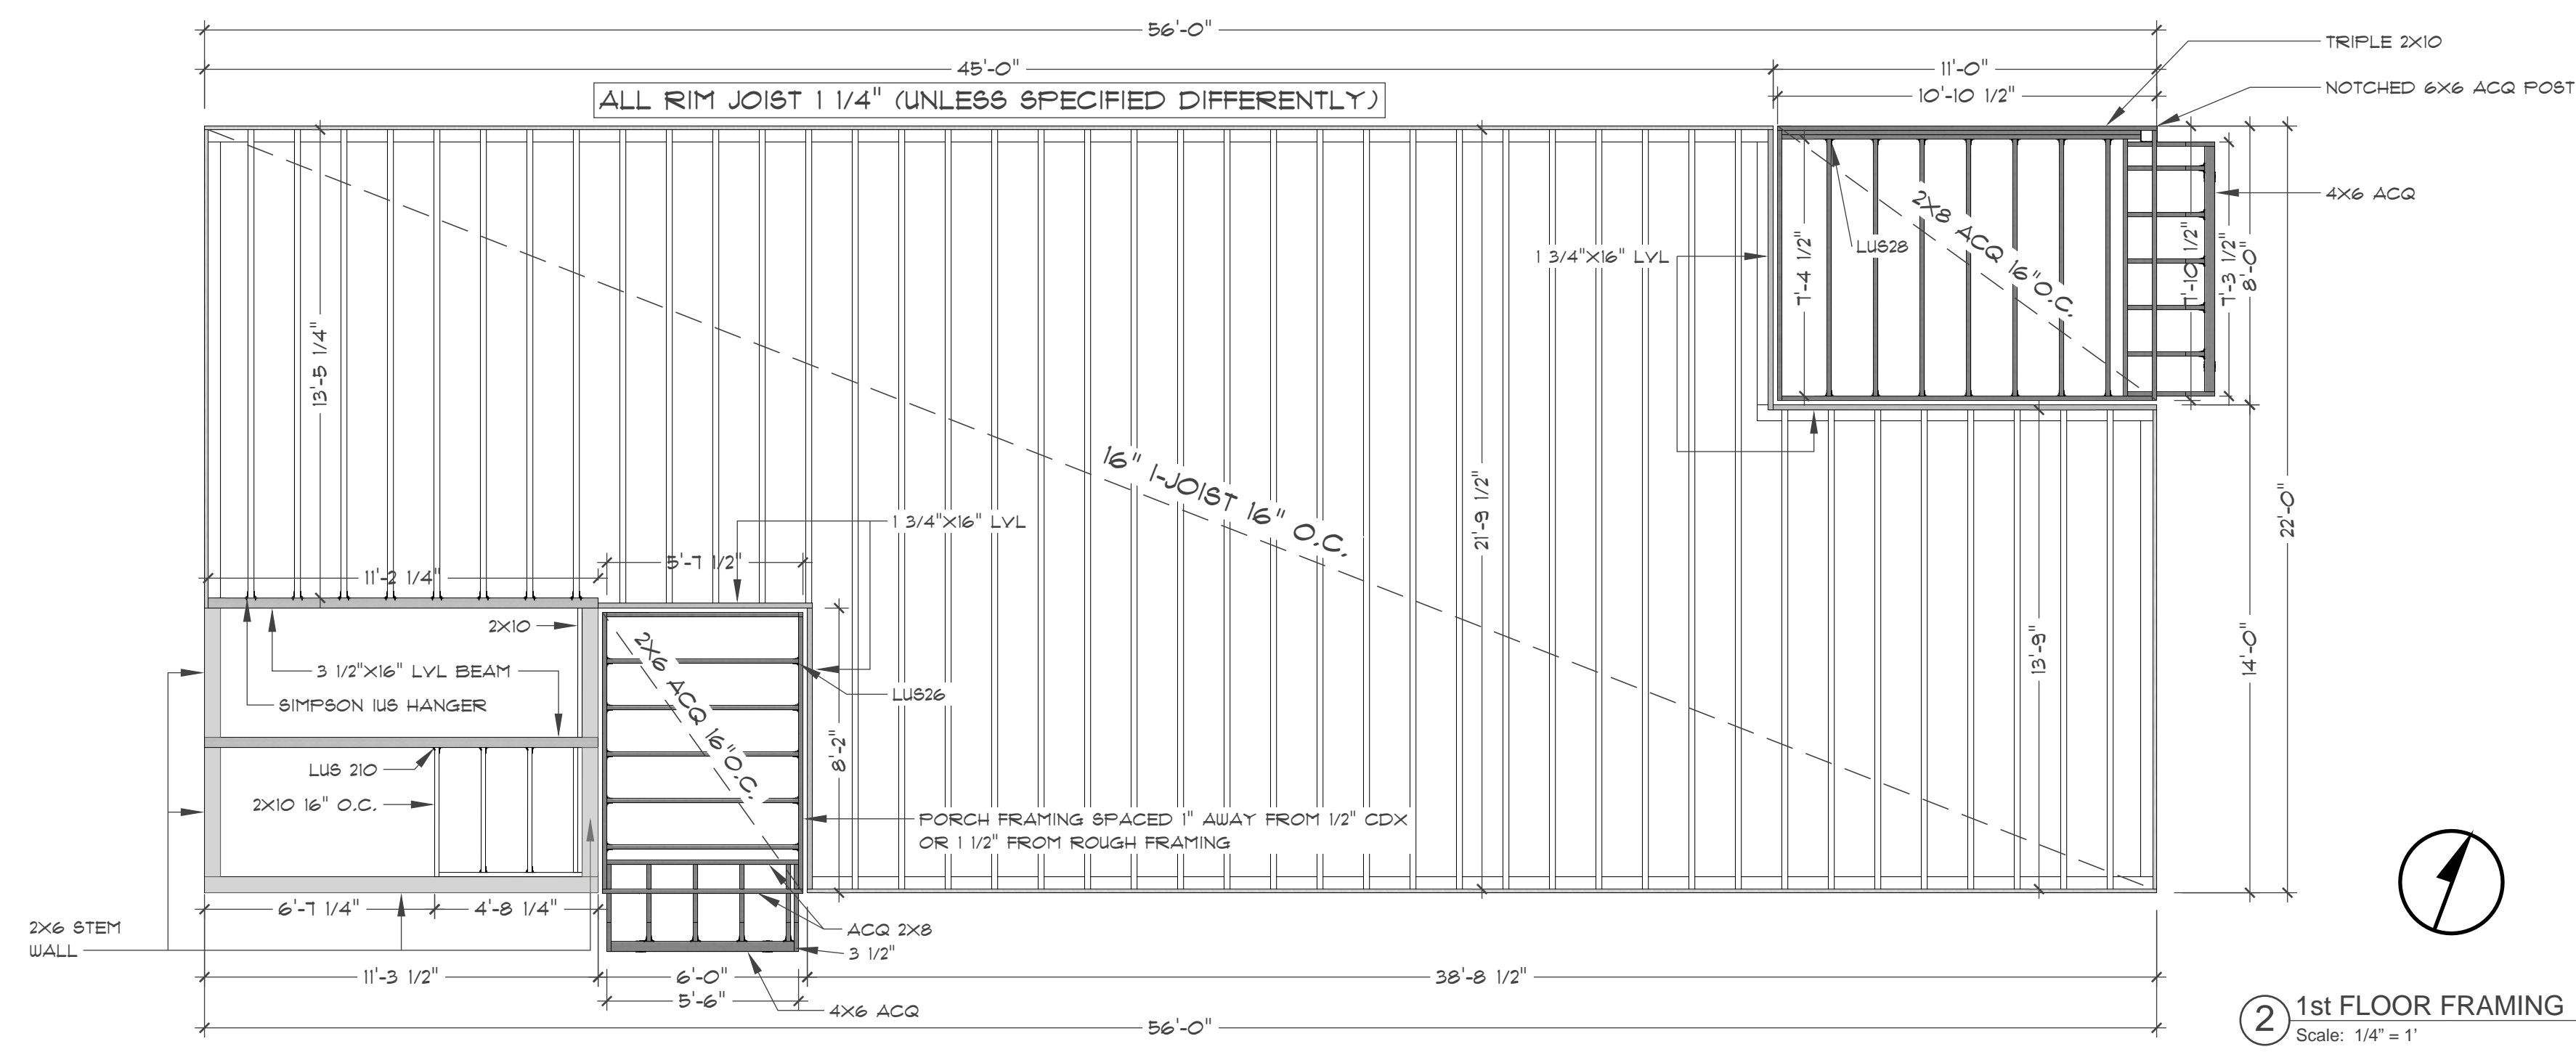 56'-0"
TRIPLE 2X10
45'-0"
11'-0"
NOTCHED 6X6 ACQ POST
ALL RIM JOIST 1 1/4" (UNLESS SPECIFIED DIFFERENTLY)
10'-10 1/2"
4X6 ACQ
2X8 ACQ 16"O.C.
LUS28
1 3/4"X16" LVL
7'-4 1/2"
7'-10 1/2"
7'-3 1/2"
8'-0"
13'-5 1/4"
16" I-JOIST 16" O.C.
21'-9 1/2"
22'-0"
1 3/4"X16" LVL
5'-7 1/2"
11'-2 1/4"
2X10
2X6 ACQ 16"O.C.
13'-9"
14'-0"
3 1/2"X16" LVL BEAM
LUS26
SIMPSON IUS HANGER
8'-2"
LUS 210
2X10 16" O.C.
PORCH FRAMING SPACED 1" AWAY FROM 1/2" CDX
OR 1 1/2" FROM ROUGH FRAMING
6'-7 1/4"
4'-8 1/4"
2X6 STEM
WALL
ACQ 2X8
3 1/2"
11'-3 1/2"
6'-0"
38'-8 1/2"
5'-6"
4X6 ACQ
56'-0"
2
1st FLOOR FRAMING
Scale: 1/4" = 1'